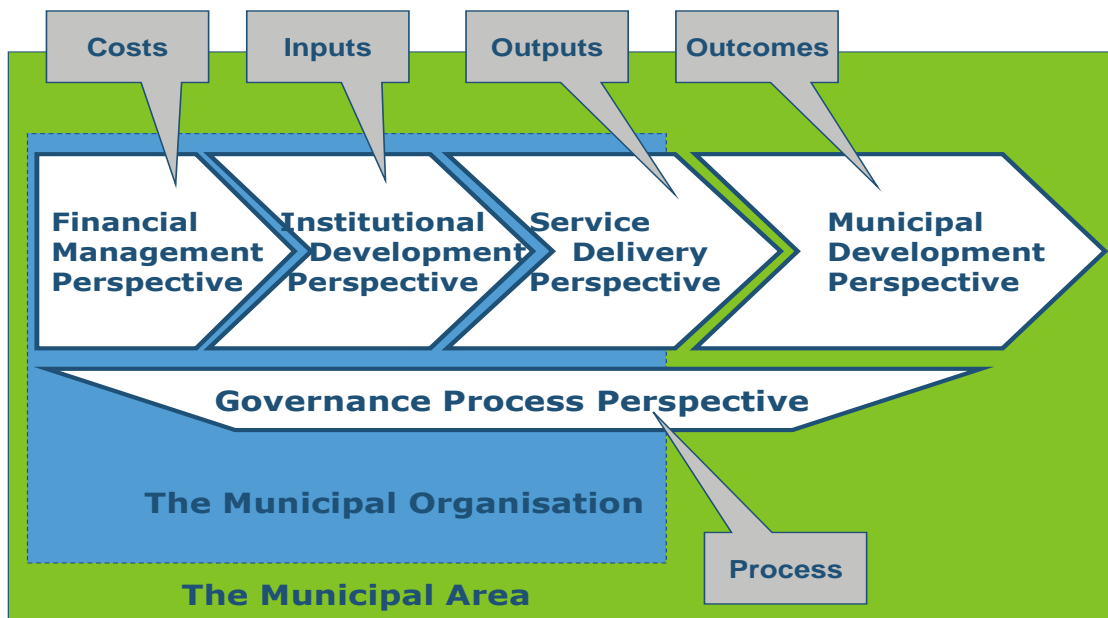 Costs
Inputs
Outputs
Outcomes
Financial
Management
Perspective
Institutional
Development
Perspective
Service
Delivery
Perspective
Municipal
Development
Perspective
Governance Process Perspective
The Municipal Organisation
Process
The Municipal Area